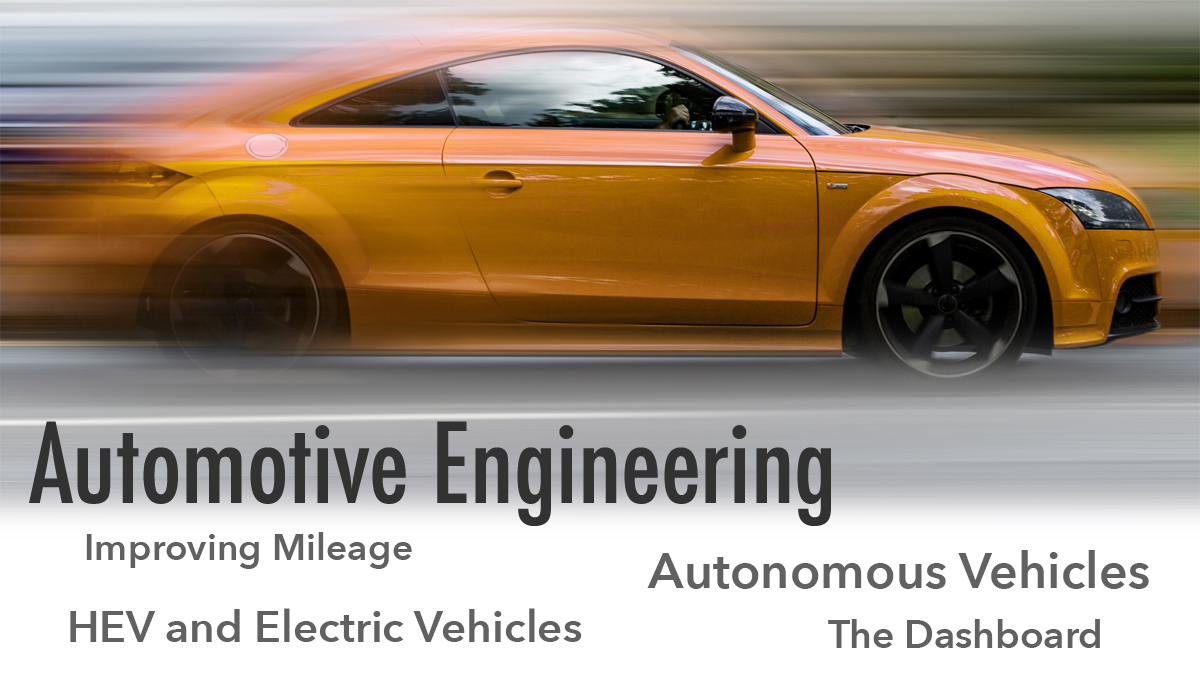 Automotive Engineering
Improving Mileage
Autonomous Vehicles
HEV and Electric Vehicles
The Dashboard